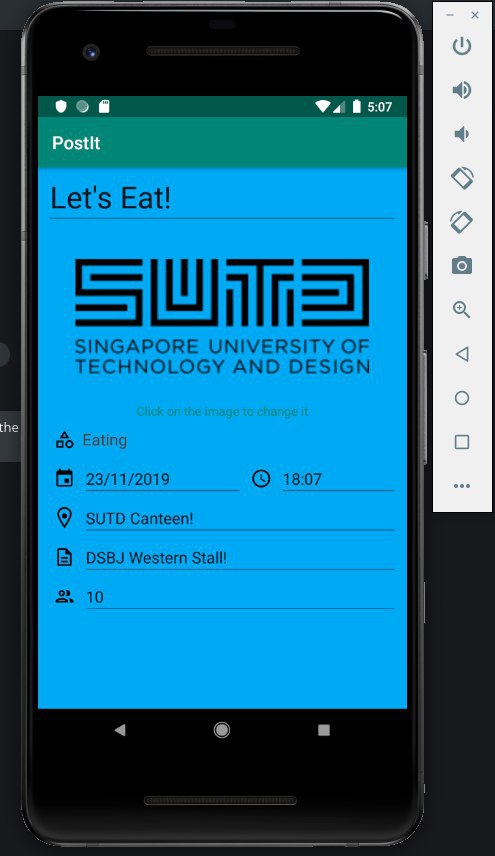 the
5:07
PostIt
Let's Eat!
SUTD
SINGAPORE UNIVERSITY OF
TECHNOLOGY AND DESIGN
Click on the image to change it
Eating
23/11/2019 18:07
SUTD Canteen!
DSBJ Western Stall!
10